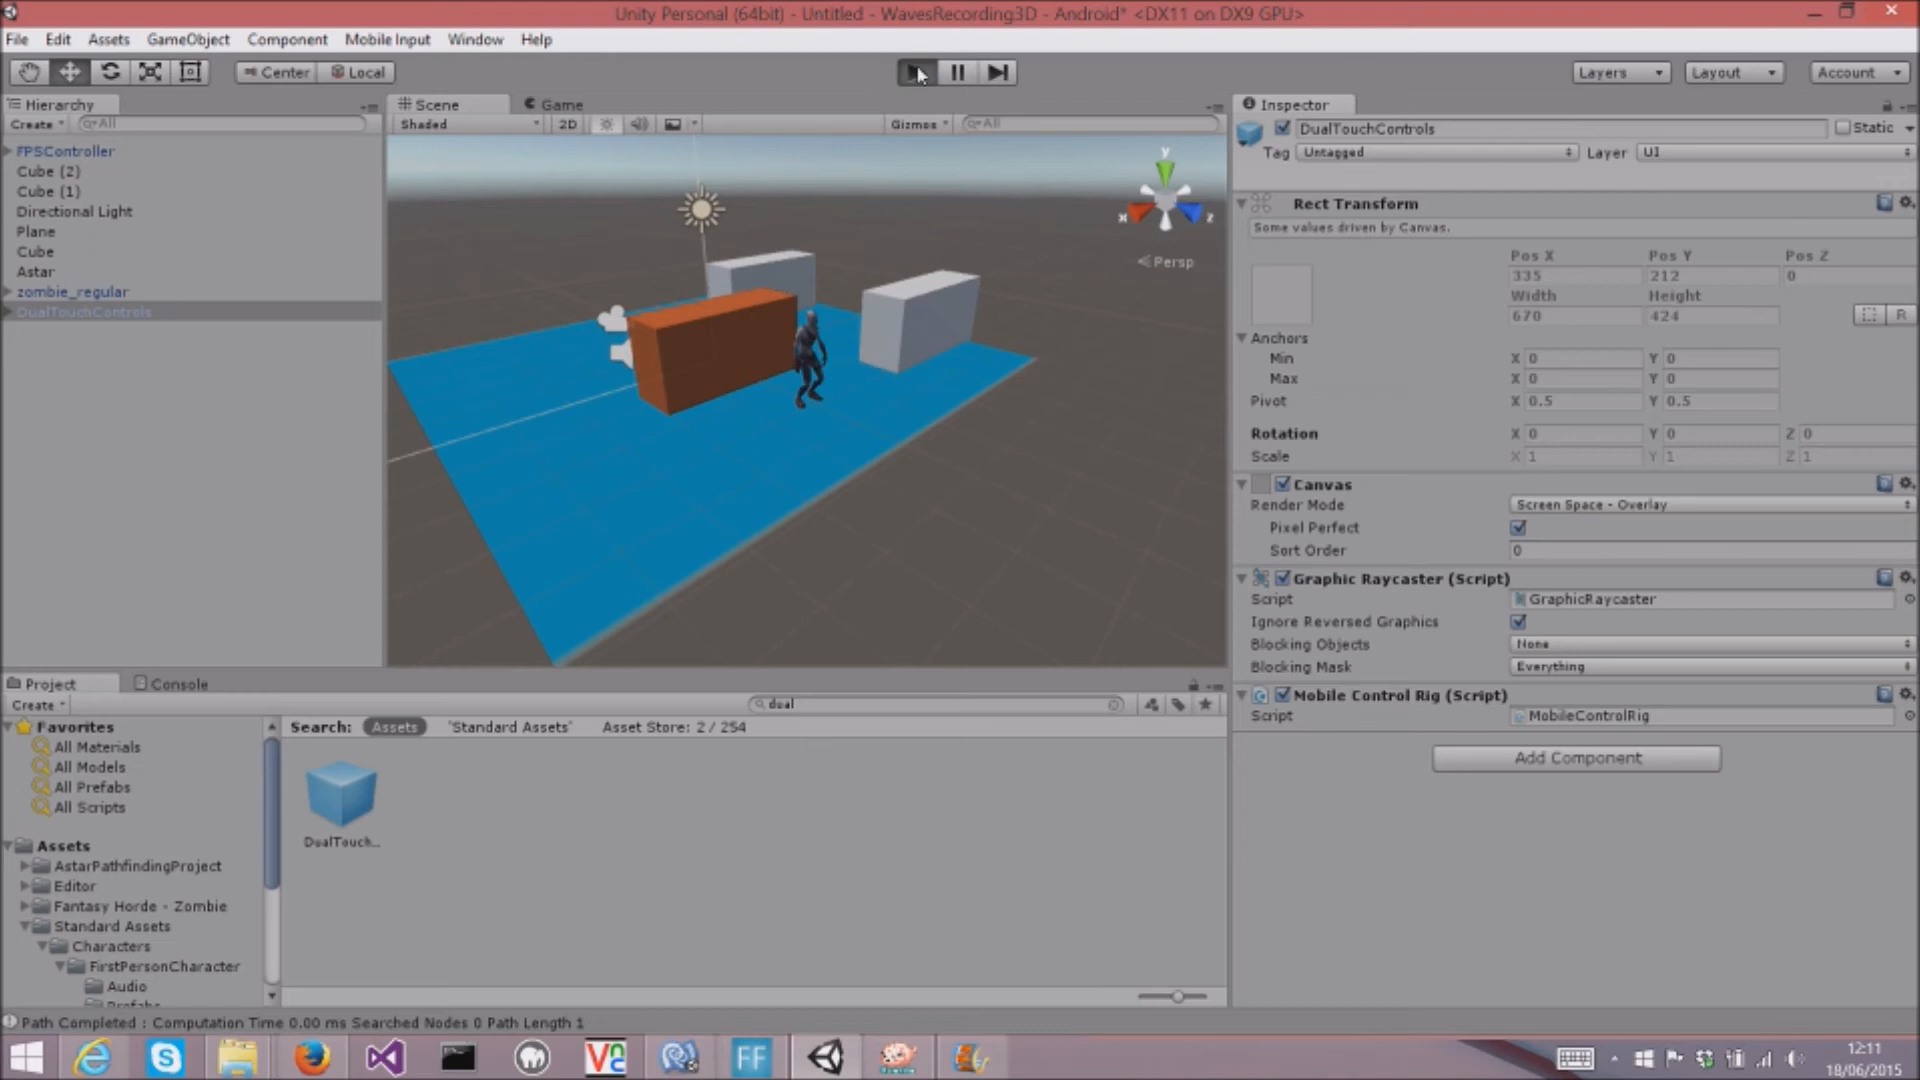 Unity Personal (64bit) - Untitled - WavesRecording3D - Android* <DX11 on DX9 GPU>
File Edit Assets GameObject Component Mobile Input Window Help
Center Local Layers Layout Account
Hierarchy
Create All
FPSController
Cube (2)
Cube (1)
Directional Light
Plane
Cube
Astar
zombie_regular
DualTouchControls
Scene Game
Shaded 2D Gizmos All
y
x z
Persp
Inspector
DualTouchControls Static
Tag Untagged Layer UI
Rect Transform
Some values driven by Canvas.
Pos X Pos Y Pos Z
335 212 0
Width Height
670 424 R
Anchors
Min X 0 Y 0
Max X 0 Y 0
Pivot X 0.5 Y 0.5
Rotation X 0 Y 0 Z 0
Scale X 1 Y 1 Z 1
Canvas
Render Mode Screen Space - Overlay
Pixel Perfect
Sort Order 0
Graphic Raycaster (Script)
Script GraphicRaycaster
Ignore Reversed Graphics
Blocking Objects None
Blocking Mask Everything
Mobile Control Rig (Script)
Script MobileControlRig
Add Component
Project Console
Create dual
Favorites
All Materials
All Models
All Prefabs
All Scripts
Assets
AstarPathfindingProject
Editor
Fantasy Horde - Zombie
Standard Assets
Characters
FirstPersonCharacter
Audio
Prefabs
Search: Assets 'Standard Assets' Asset Store: 2 / 254
DualTouch...
Path Completed : Computation Time 0.00 ms Searched Nodes 0 Path Length 1
FF
12:11
18/06/2015